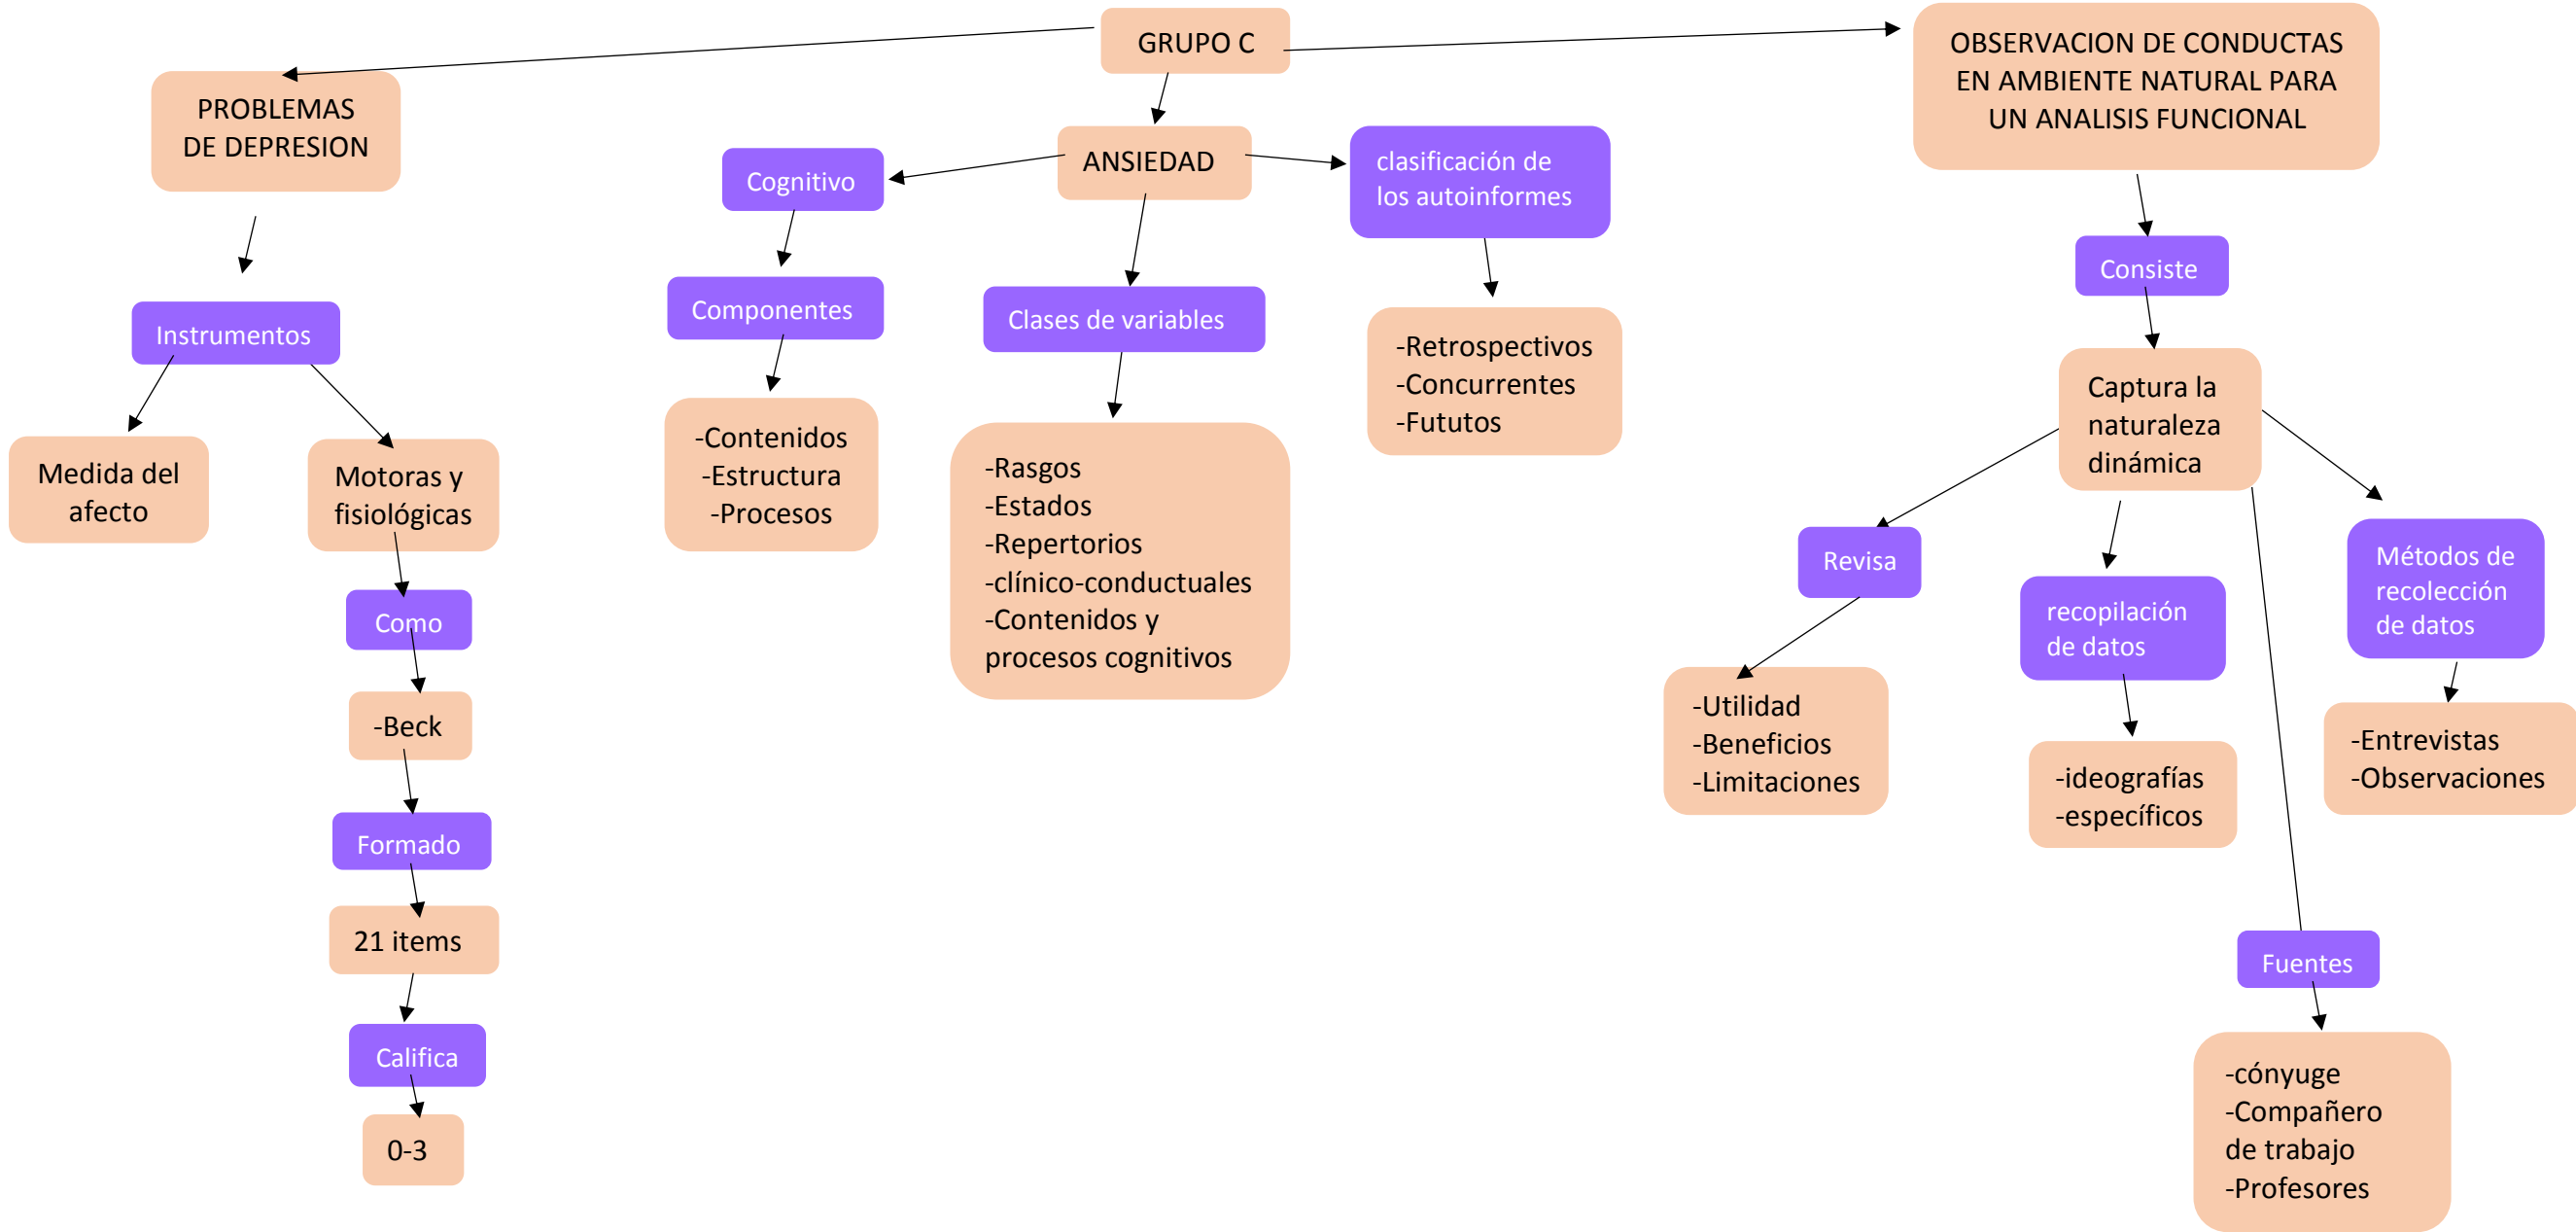 GRUPO C
PROBLEMAS
DE DEPRESION
Instrumentos
Medida del
afecto
Motoras y
fisiológicas
Como
-Beck
Formado
21 items
Califica
0-3
ANSIEDAD
Cognitivo
Componentes
-Contenidos
-Estructura
-Procesos
Clases de variables
-Rasgos
-Estados
-Repertorios
-clínico-conductuales
-Contenidos y
procesos cognitivos
clasificación de
los autoinformes
-Retrospectivos
-Concurrentes
-Fututos
OBSERVACION DE CONDUCTAS
EN AMBIENTE NATURAL PARA
UN ANALISIS FUNCIONAL
Consiste
Captura la
naturaleza
dinámica
Revisa
-Utilidad
-Beneficios
-Limitaciones
recopilación
de datos
-ideografías
-específicos
Métodos de
recolección
de datos
-Entrevistas
-Observaciones
Fuentes
-cónyuge
-Compañero
de trabajo
-Profesores